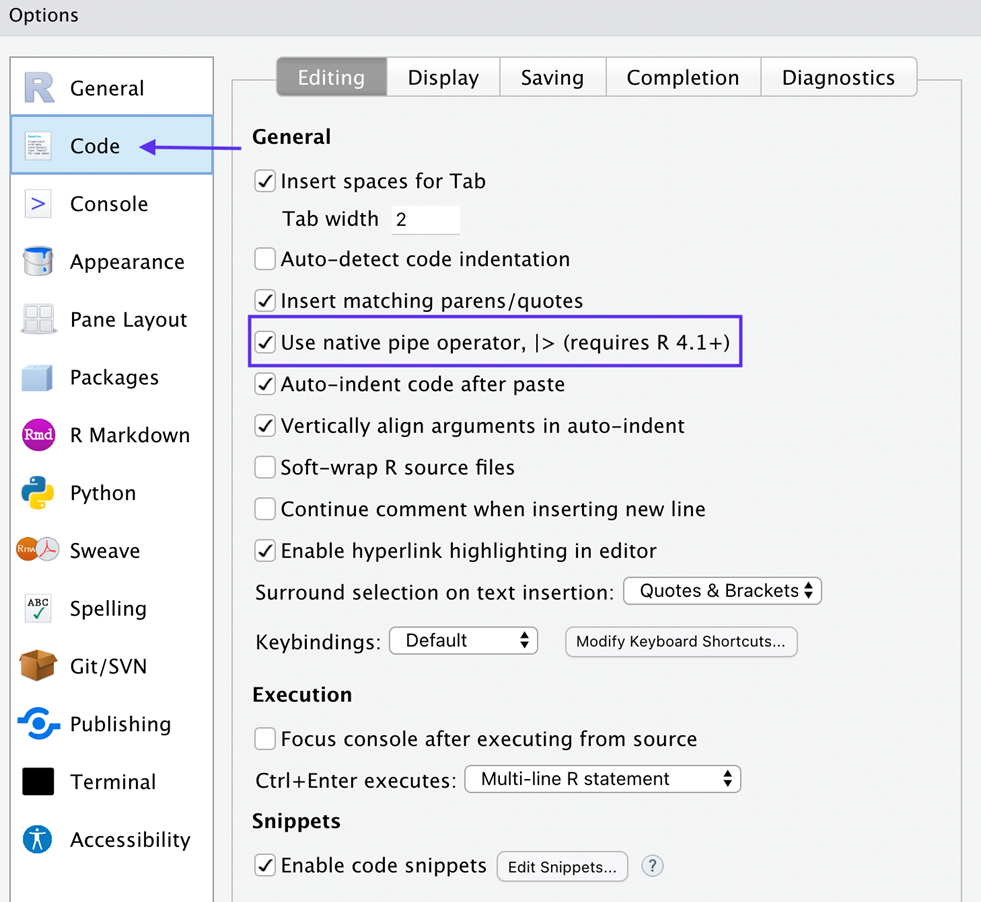 Options
General
Code
Console
Appearance
Pane Layout
Packages
Rmd R Markdown
Python
Rnw Sweave
ABC Spelling
Git/SVN
Publishing
Terminal
Accessibility
Editing Display Saving Completion Diagnostics
General
Insert spaces for Tab
Tab width 2
Auto-detect code indentation
Insert matching parens/quotes
Use native pipe operator, |> (requires R 4.1+)
Auto-indent code after paste
Vertically align arguments in auto-indent
Soft-wrap R source files
Continue comment when inserting new line
Enable hyperlink highlighting in editor
Surround selection on text insertion: Quotes & Brackets
Keybindings: Default Modify Keyboard Shortcuts...
Execution
Focus console after executing from source
Ctrl+Enter executes: Multi-line R statement
Snippets
Enable code snippets Edit Snippets... ?